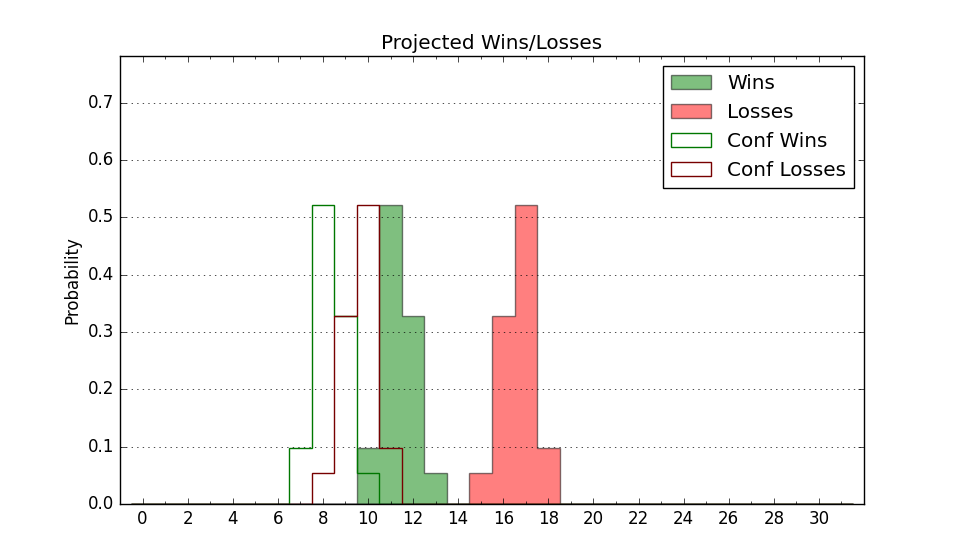 Projected Wins/Losses
Wins
Losses
Conf Wins
Conf Losses
Probability
0.7
0.6
0.5
0.4
0.3
0.2
0.1
0.0
0 2 4 6 8 10 12 14 16 18 20 22 24 26 28 30